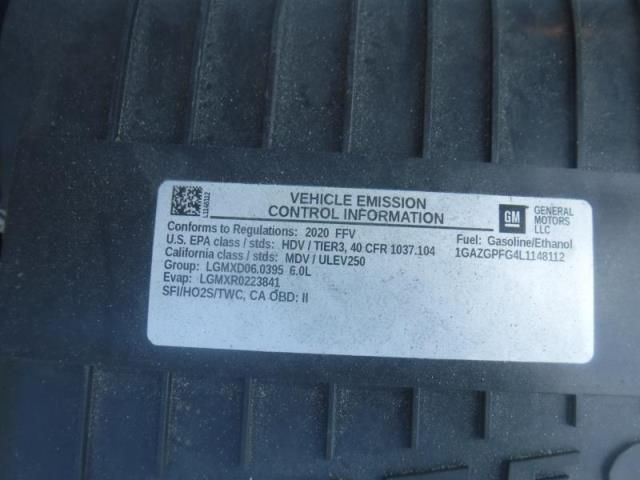 L1148112
VEHICLE EMISSION
CONTROL INFORMATION
GM
GENERAL
MOTORS
LLC
Conforms to Regulations: 2020 FFV
U.S. EPA class / stds: HDV / TIER3, 40 CFR 1037.104
California class / stds: MDV / ULEV250
Group: LGMXD06.0395 6.0L
Evap: LGMXR0223841
SFI/HO2S/TWC, CA OBD: II
Fuel: Gasoline/Ethanol
1GAZGPFG4L1148112